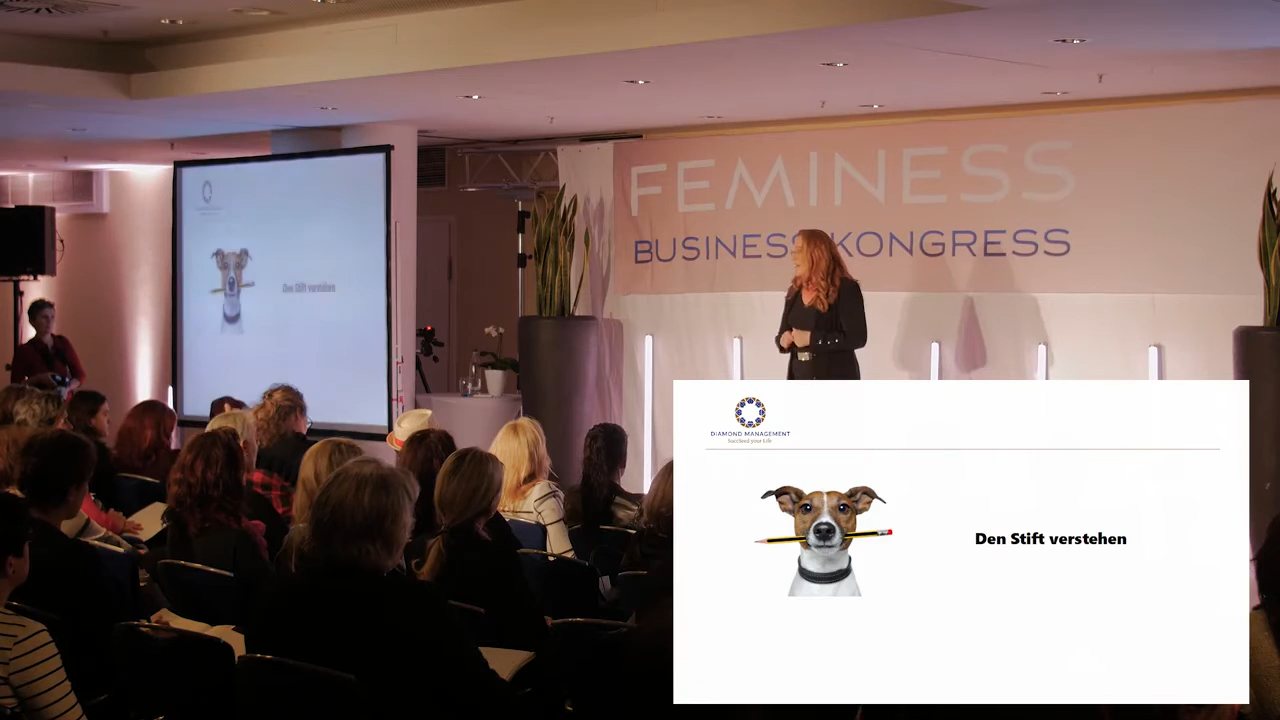 FEMINESS
BUSINESS KONGRESS
Den Stift verstehen
DIAMOND MANAGEMENT
Succeed your Life
Den Stift verstehen